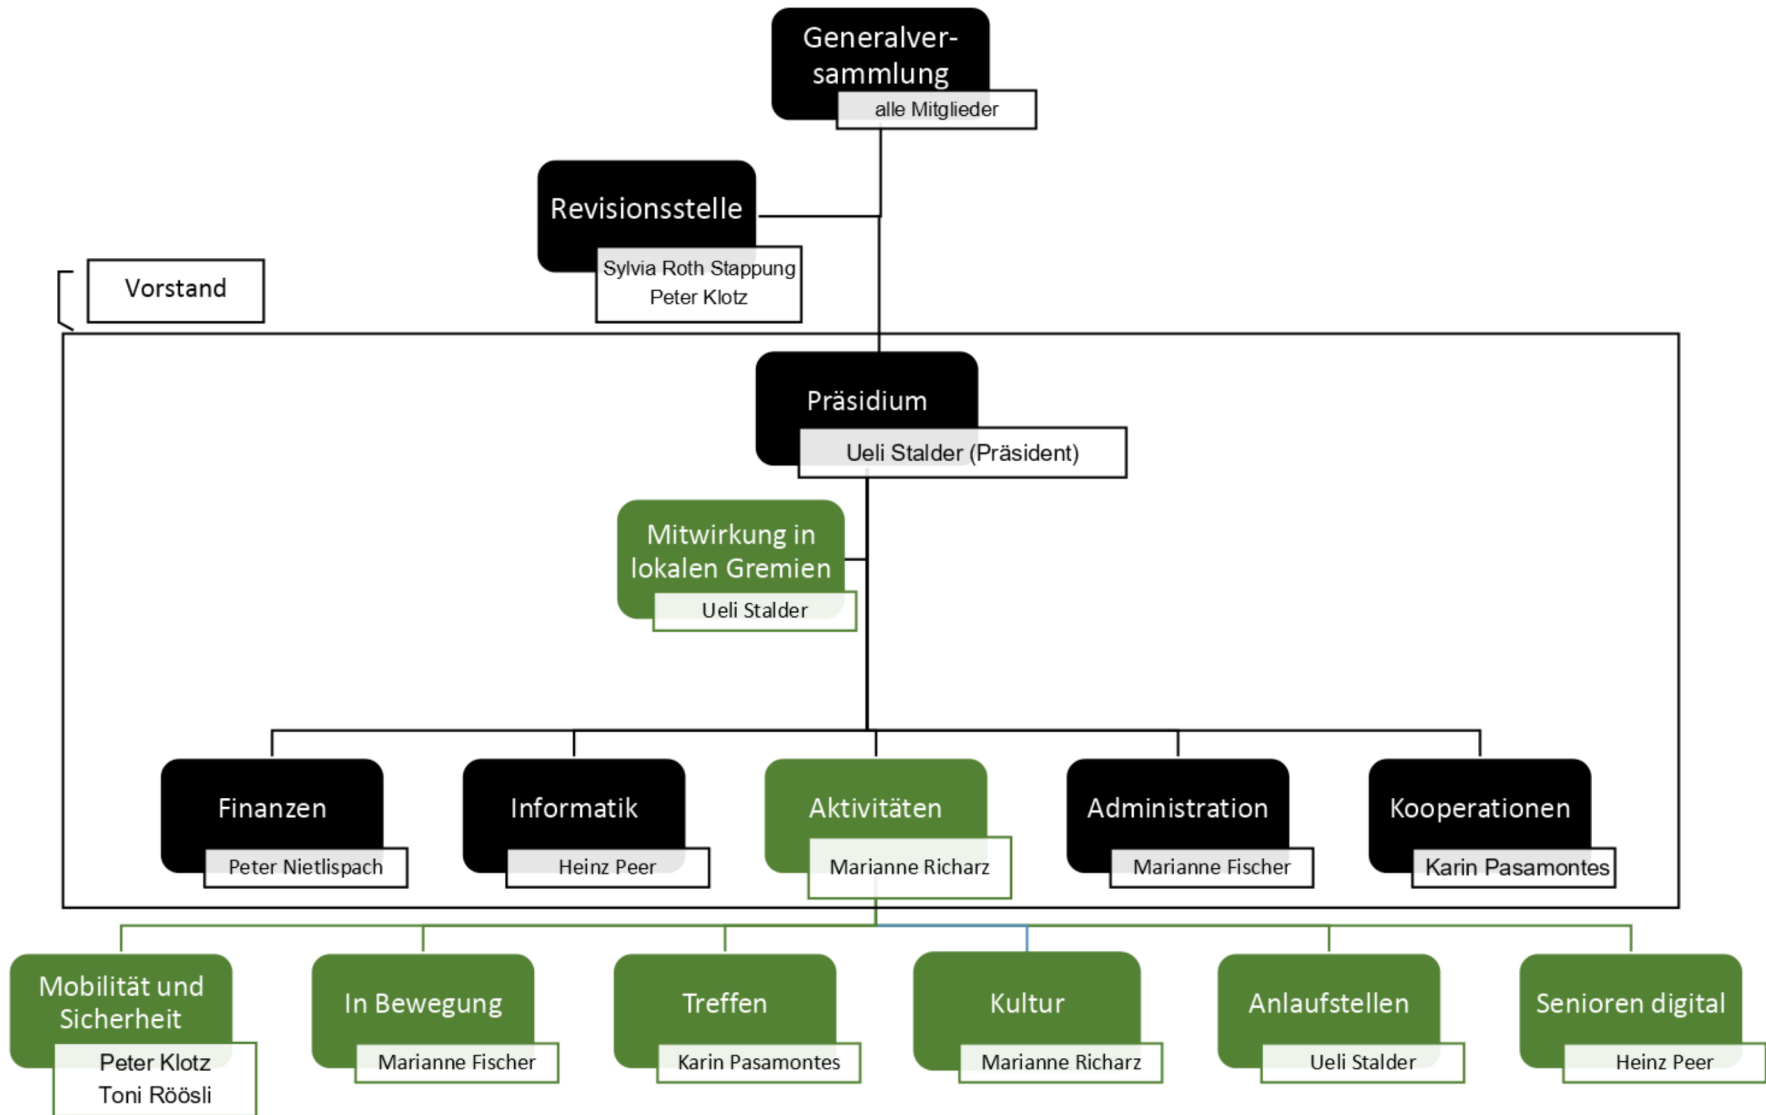 Generalver-
sammlung
alle Mitglieder
Revisionsstelle
Sylvia Roth Stappung
Peter Klotz
Vorstand
Präsidium
Ueli Stalder (Präsident)
Mitwirkung in
lokalen Gremien
Ueli Stalder
Finanzen
Peter Nietlispach
Informatik
Heinz Peer
Aktivitäten
Marianne Richarz
Administration
Marianne Fischer
Kooperationen
Karin Pasamontes
Mobilität und
Sicherheit
Peter Klotz
Toni Röösli
In Bewegung
Marianne Fischer
Treffen
Karin Pasamontes
Kultur
Marianne Richarz
Anlaufstellen
Ueli Stalder
Senioren digital
Heinz Peer